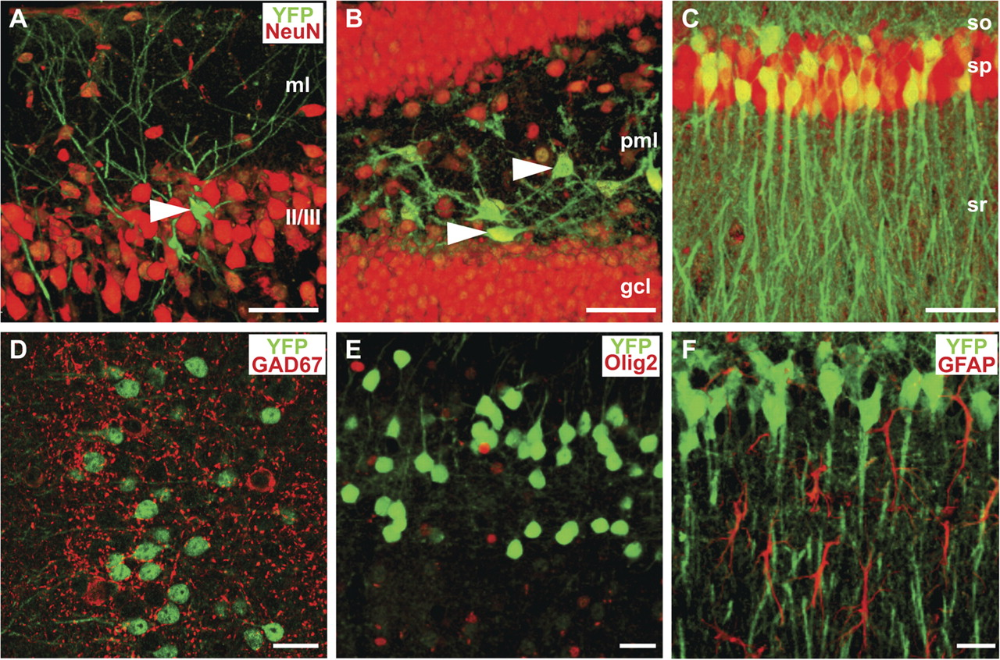 A
YFP
NeuN
ml
II/III
B
pml
gcl
C
so
sp
sr
D
YFP
GAD67
E
YFP
Olig2
F
YFP
GFAP